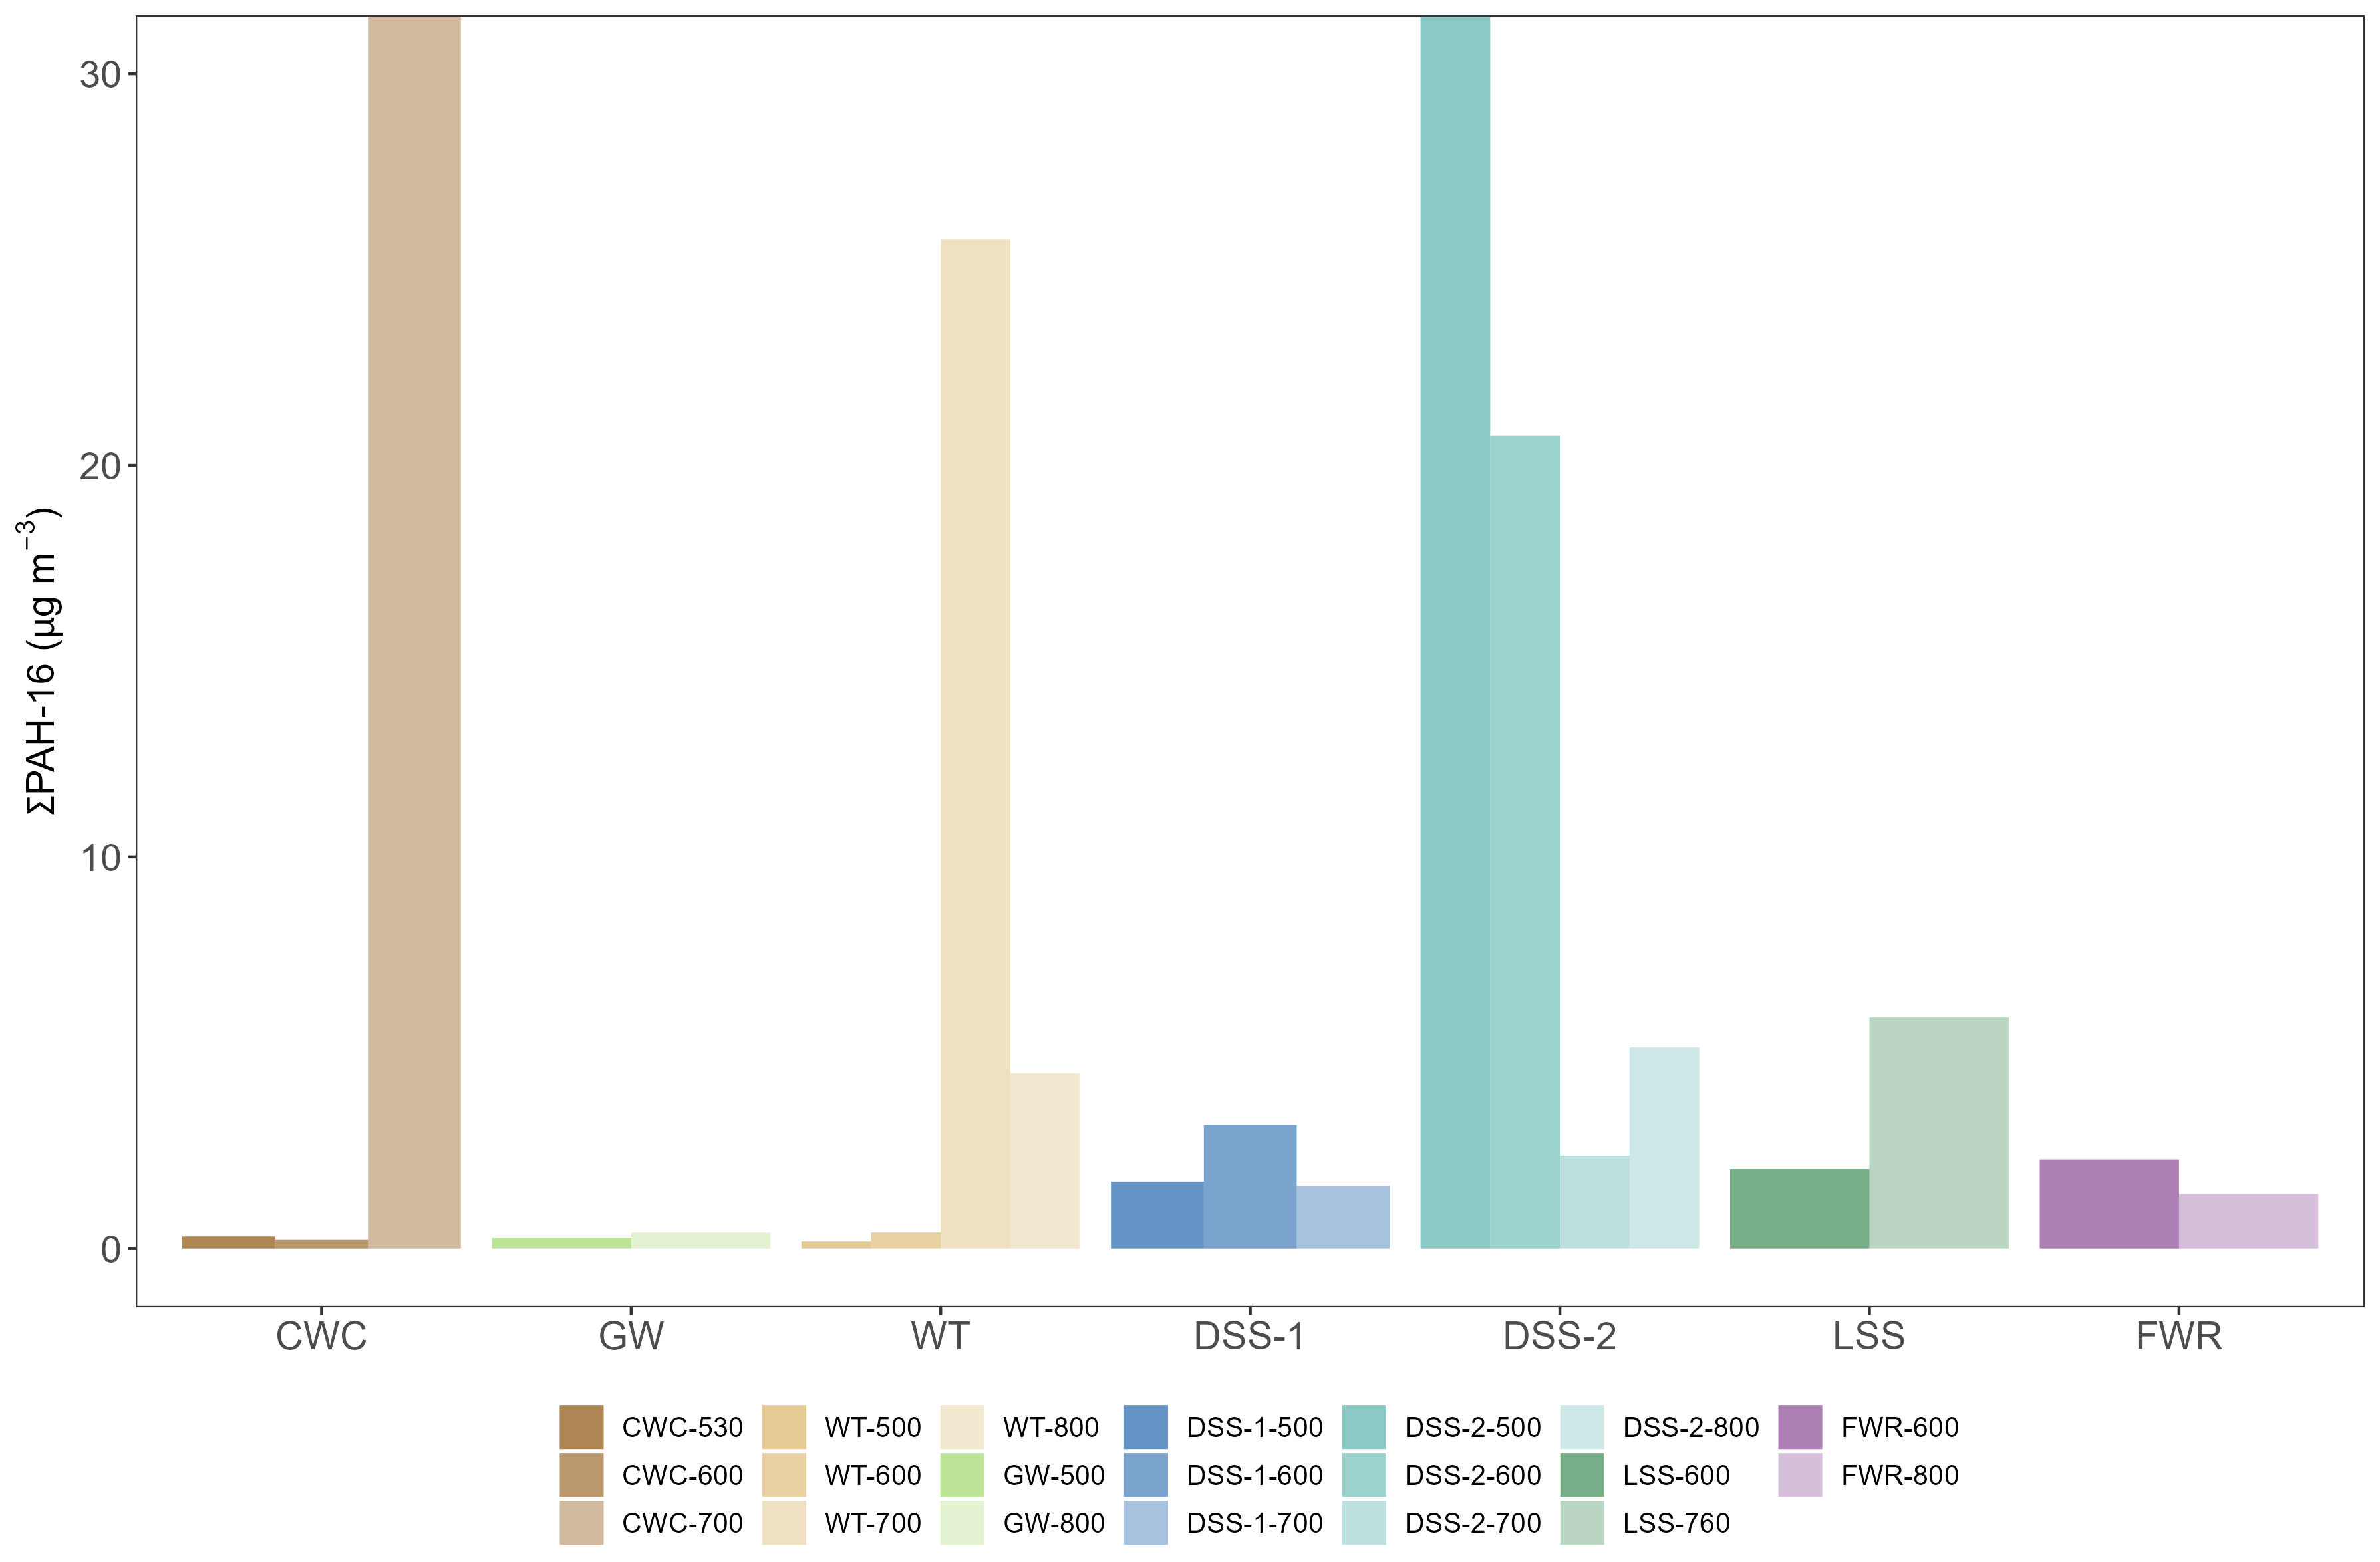 30
20
10
0
ΣPAH-16 (µg m⁻³)
CWC GW WT DSS-1 DSS-2 LSS FWR
CWC-530 WT-500 WT-800 DSS-1-500 DSS-2-500 DSS-2-800 FWR-600
CWC-600 WT-600 GW-500 DSS-1-600 DSS-2-600 LSS-600 FWR-800
CWC-700 WT-700 GW-800 DSS-1-700 DSS-2-700 LSS-760